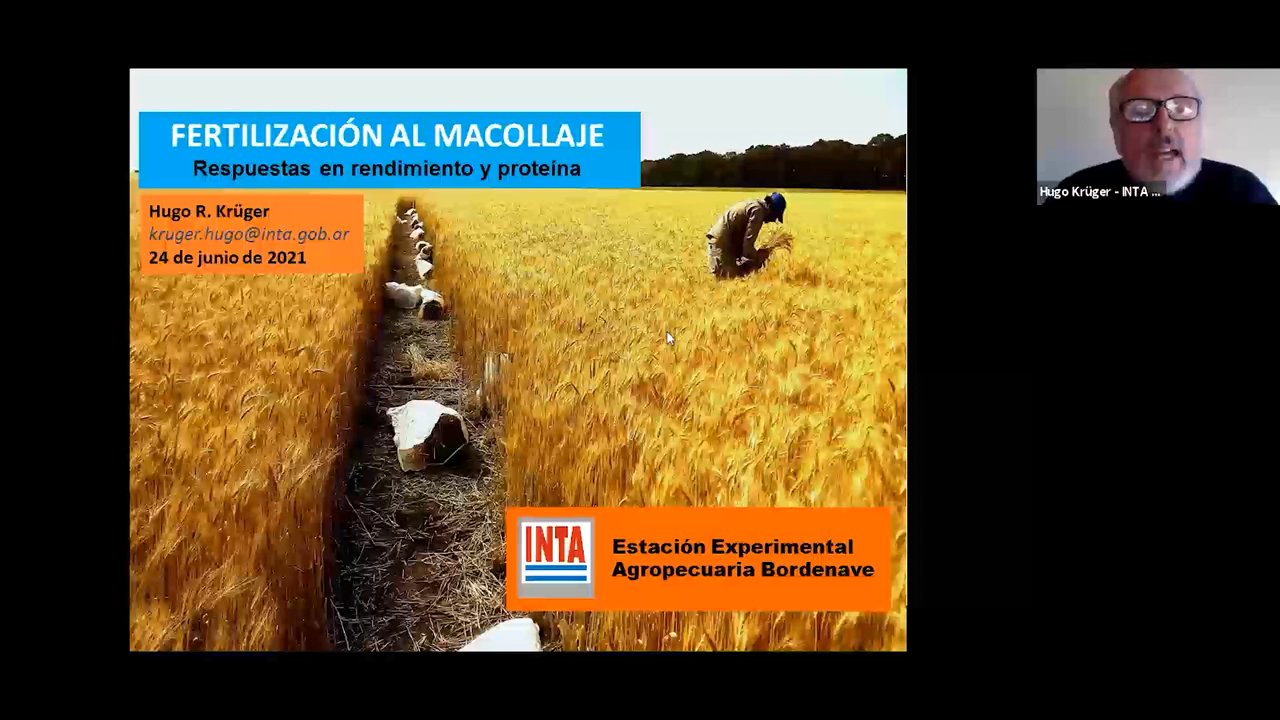 FERTILIZACIÓN AL MACOLLAJE
Respuestas en rendimiento y proteína
Hugo R. Krüger
kruger.hugo@inta.gob.ar
24 de junio de 2021
INTA
Estación Experimental
Agropecuaria Bordenave
Hugo Krüger - INTA ...